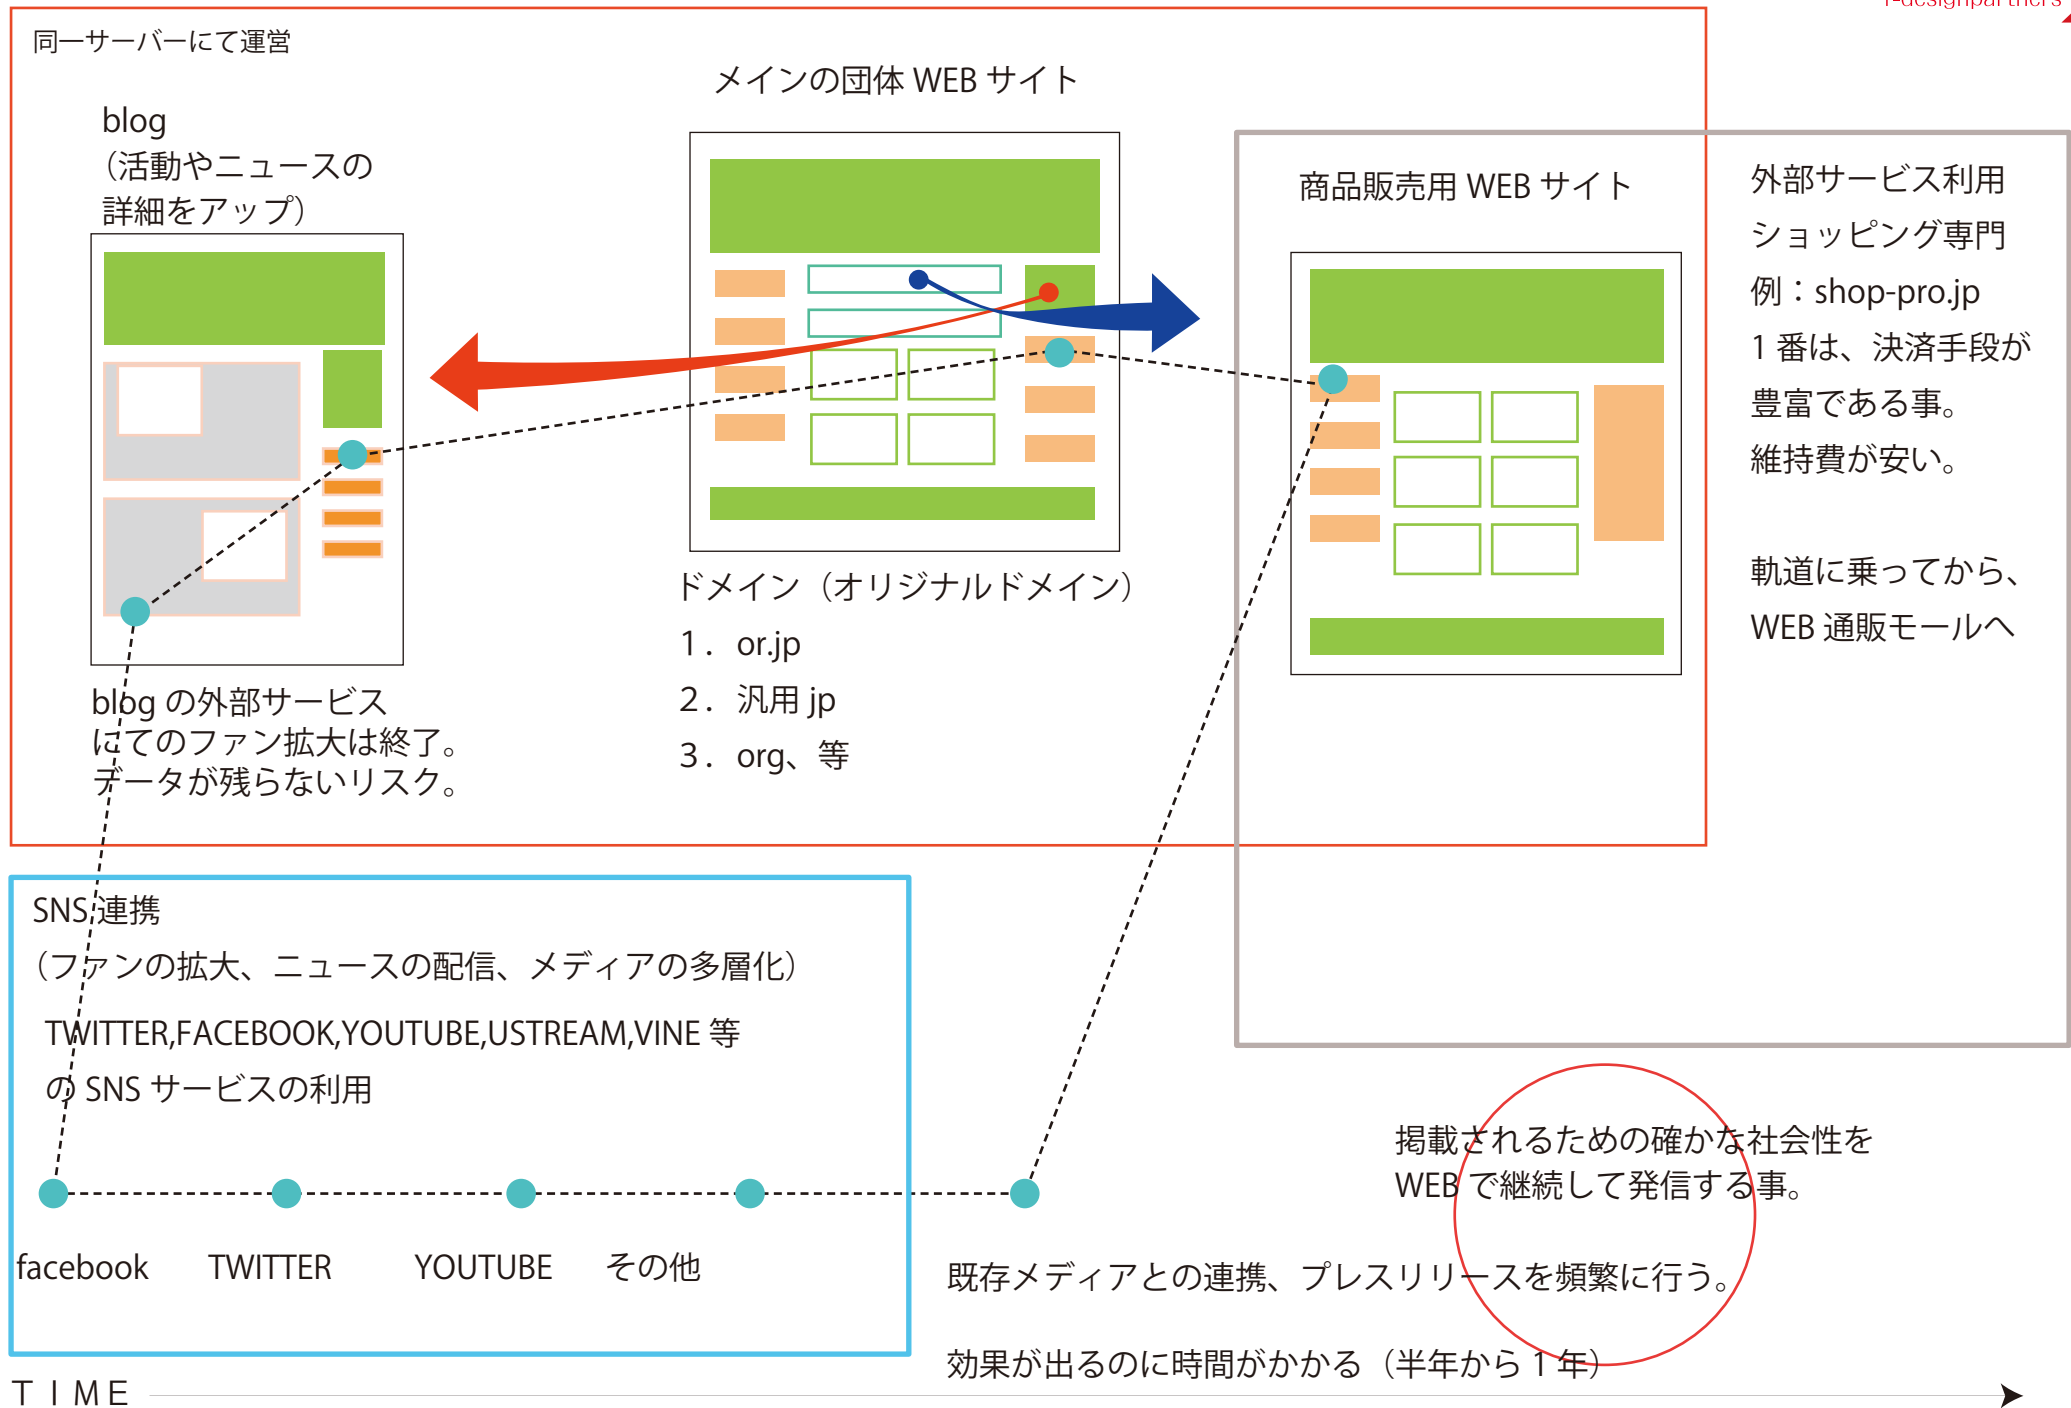 同一サーバーにて運営
メインの団体 WEB サイト
blog
（活動やニュースの
詳細をアップ）
商品販売用 WEB サイト
外部サービス利用
ショッピング専門
例：shop-pro.jp
1 番は、決済手段が
豊富である事。
維持費が安い。
軌道に乗ってから、
WEB 通販モールへ
ドメイン（オリジナルドメイン）
1． or.jp
2． 汎用 jp
3． org、等
blog の外部サービス
にてのファン拡大は終了。
データが残らないリスク。
SNS 連携
（ファンの拡大、ニュースの配信、メディアの多層化）
TWITTER,FACEBOOK,YOUTUBE,USTREAM,VINE 等
の SNS サービスの利用
facebook
TWITTER
YOUTUBE
その他
掲載されるための確かな社会性を
WEB で継続して発信する事。
既存メディアとの連携、プレスリリースを頻繁に行う。
効果が出るのに時間がかかる（半年から 1 年）
ＴＩＭＥ